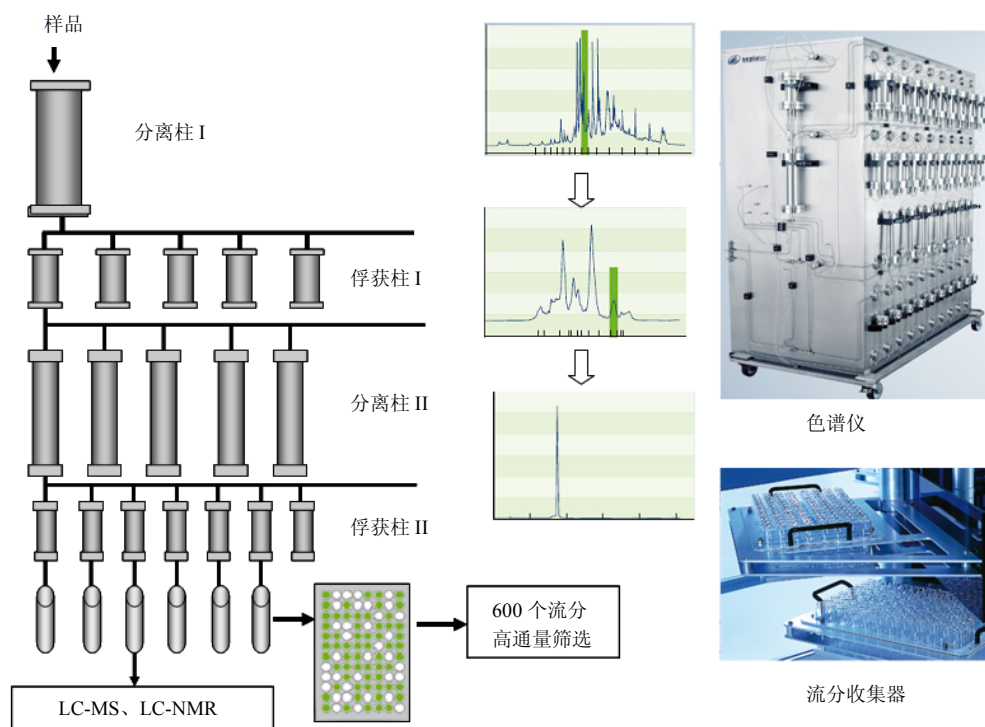 样品
分离柱 I
俘获柱 I
分离柱 II
俘获柱 II
600 个流分
高通量筛选
LC-MS、LC-NMR
色谱仪
流分收集器